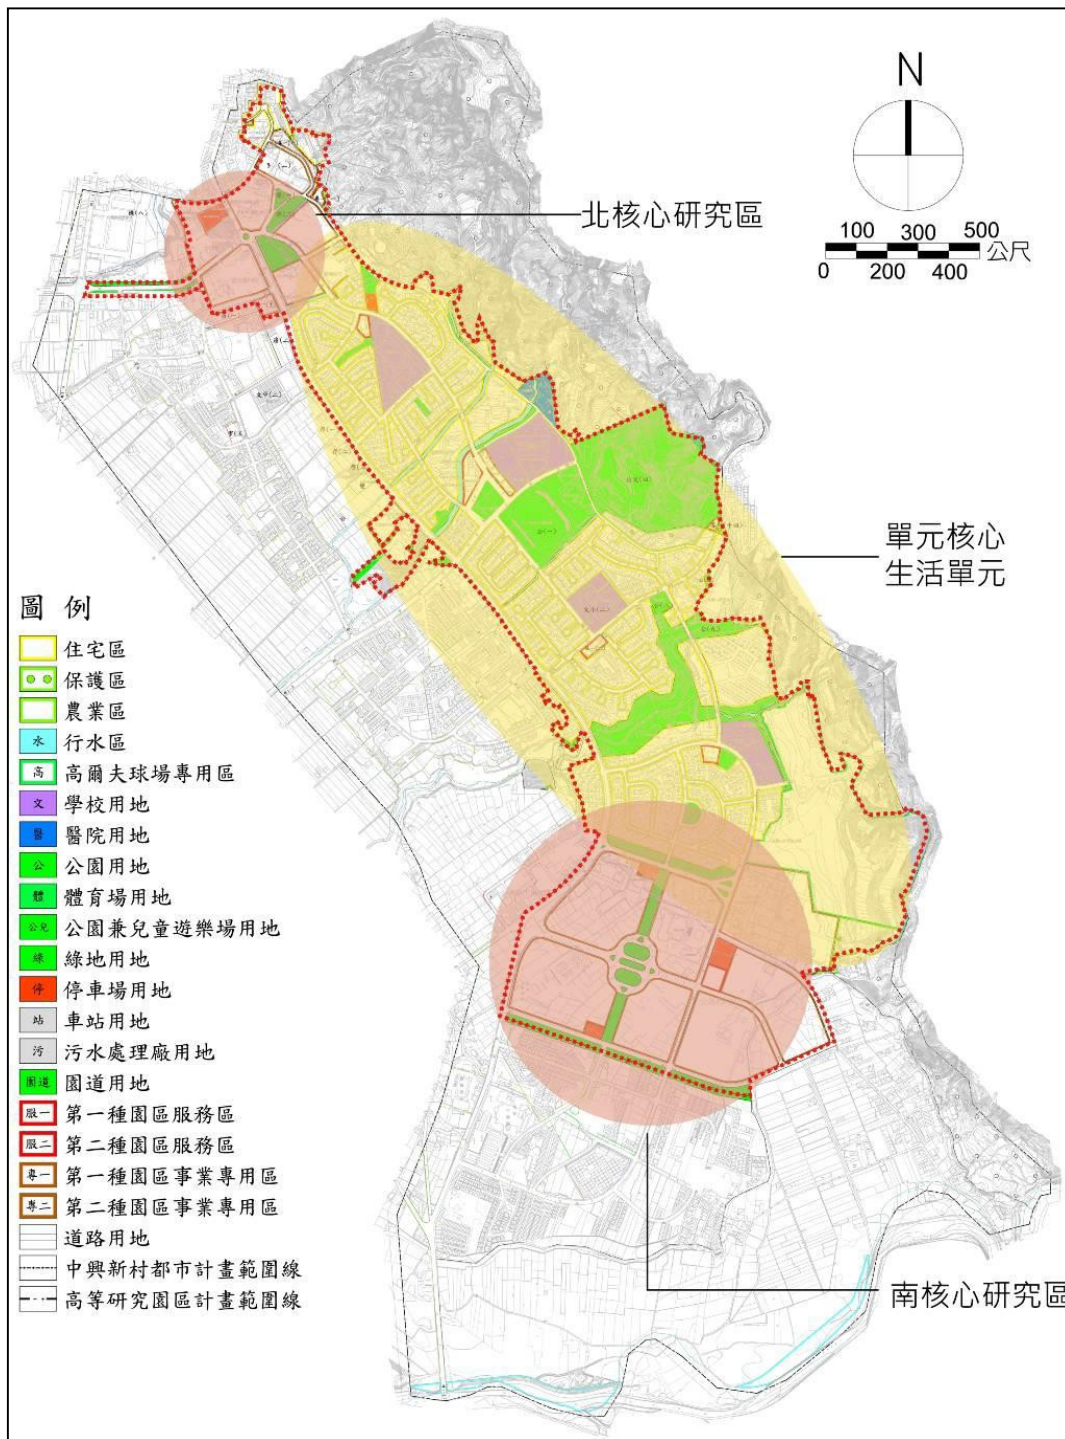 N
100 300 500
公尺
0 200 400
北核心研究區
單元核心
生活單元
南核心研究區
圖 例
住宅區
保護區
農業區
水 行水區
高 高爾夫球場專用區
文 學校用地
醫 醫院用地
公 公園用地
體 體育場用地
公兒 公園兼兒童遊樂場用地
綠 綠地用地
停 停車場用地
站 車站用地
污 污水處理廠用地
園道 園道用地
服一 第一種園區服務區
服二 第二種園區服務區
專一 第一種園區事業專用區
專二 第二種園區事業專用區
道路用地
中興新村都市計畫範圍線
高等研究園區計畫範圍線